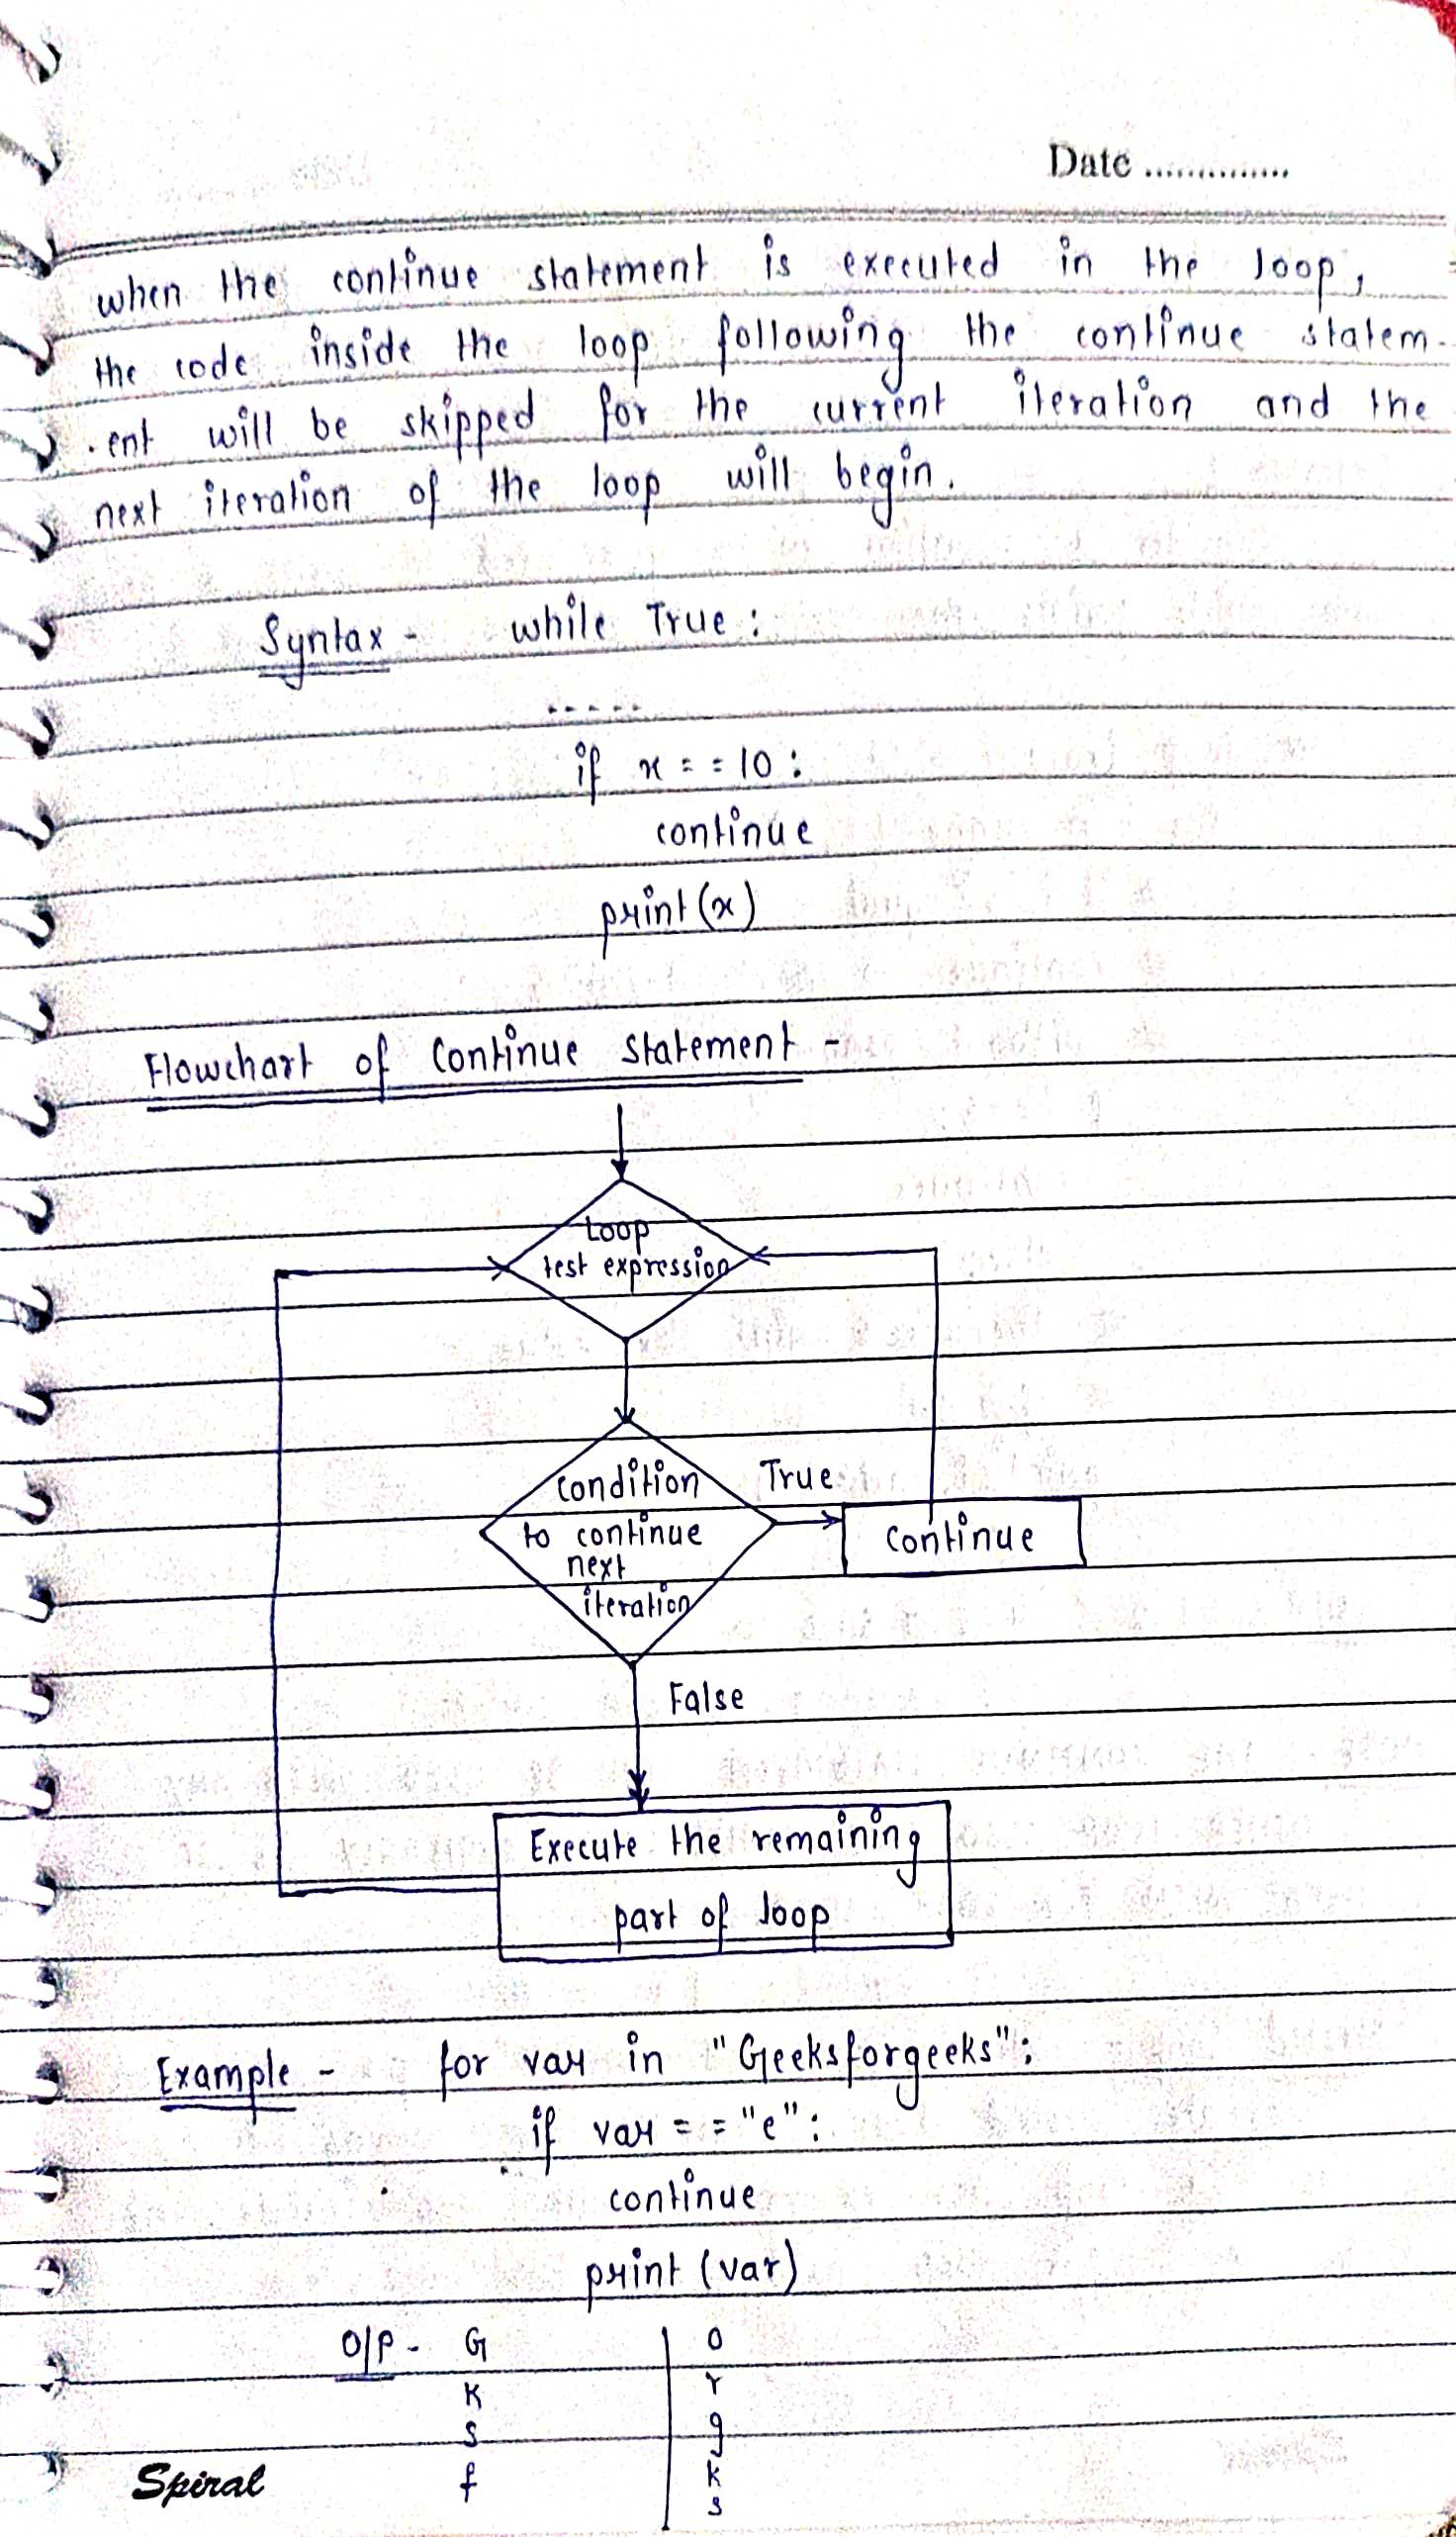 Date ..............
when the continue statement is executed in the loop,
the code inside the loop following the continue statem-
.ent will be skipped for the current iteration and the
next iteration of the loop will begin.
Syntax - while True :
-----
if x = = 10 :
continue
print (x)
Flowchart of Continue Statement -
Loop
test expression
Condition
to continue
next
iteration
True
Continue
False
Execute the remaining
part of loop
Example - for var in "Geeksforgeeks" :
if var = = "e" :
continue
print (var)
O/P - G
K
S
f
o
r
g
k
s
Spiral